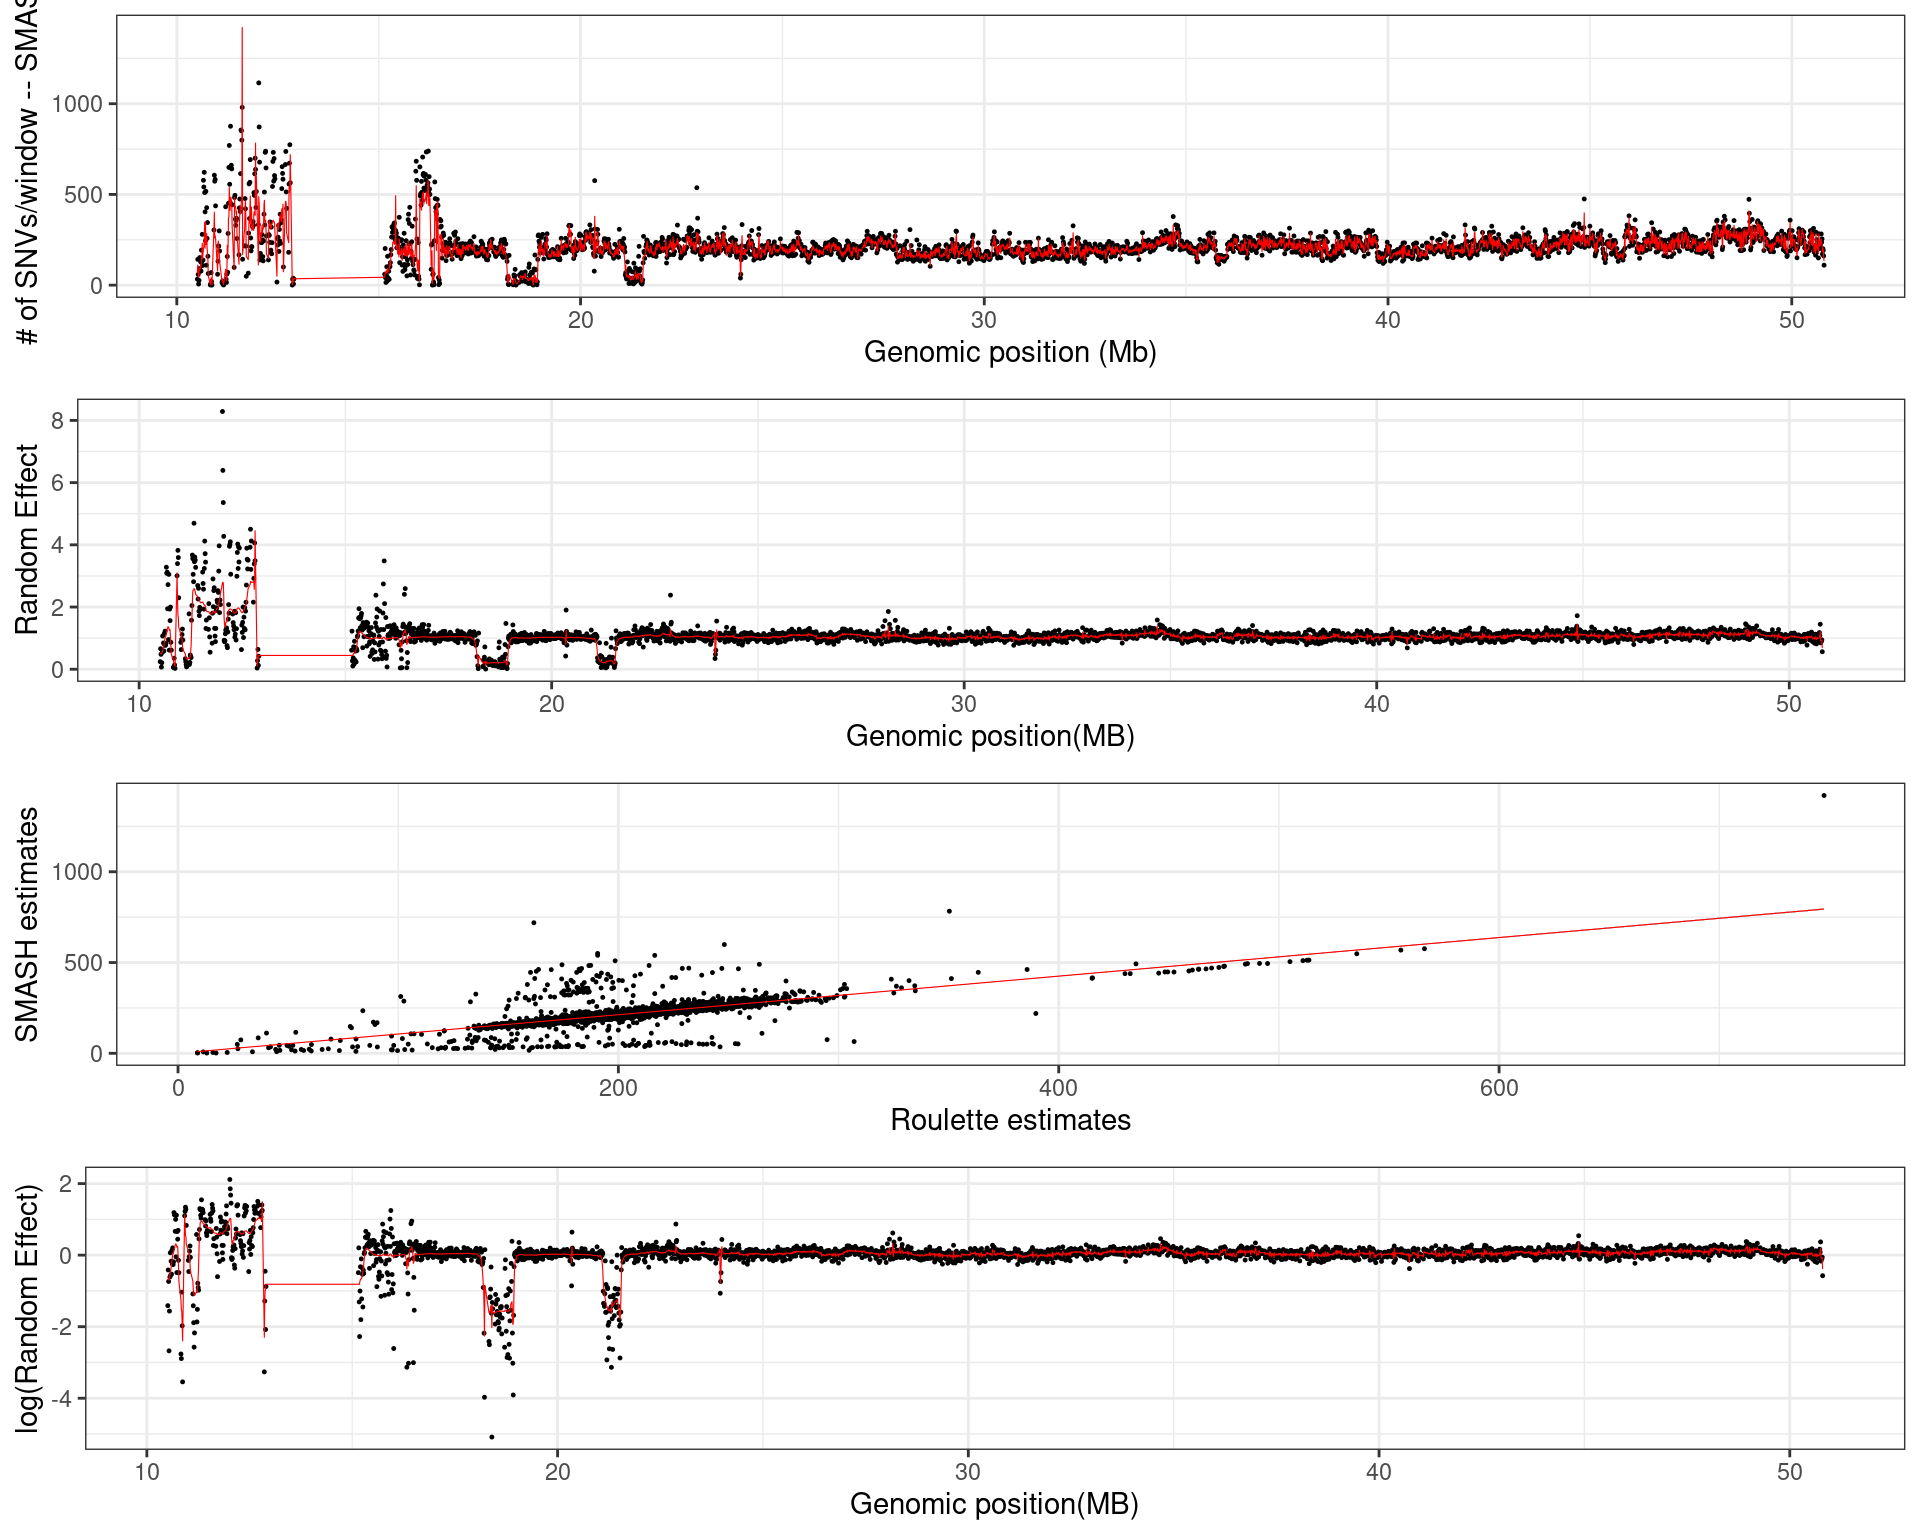 # of SNVs/window -- SMAS
1000
500
0
10 20 30 40 50
Genomic position (Mb)
Random Effect
8
6
4
2
0
10 20 30 40 50
Genomic position(MB)
SMASH estimates
1000
500
0
0 200 400 600
Roulette estimates
log(Random Effect)
2
0
-2
-4
10 20 30 40 50
Genomic position(MB)